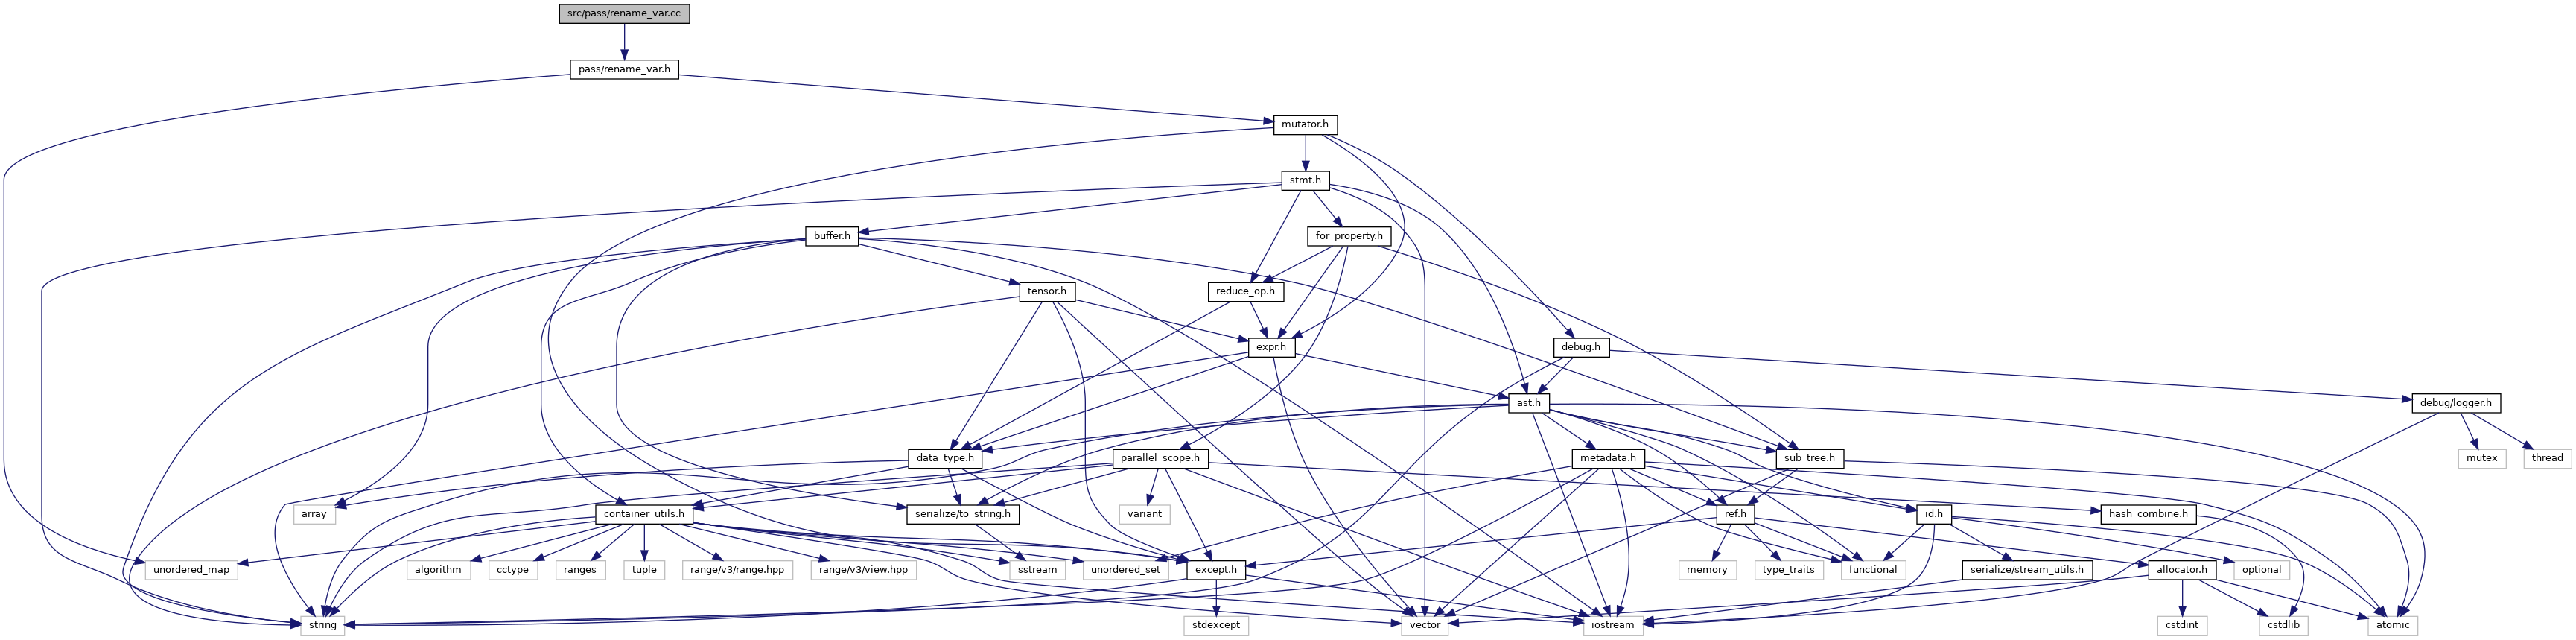 src/pass/rename_var.cc
pass/rename_var.h
mutator.h
stmt.h
buffer.h
for_property.h
tensor.h
reduce_op.h
expr.h
debug.h
ast.h
debug/logger.h
data_type.h
parallel_scope.h
metadata.h
sub_tree.h
mutex
thread
array
container_utils.h
serialize/to_string.h
variant
ref.h
id.h
hash_combine.h
unordered_map
algorithm
cctype
ranges
tuple
range/v3/range.hpp
range/v3/view.hpp
sstream
unordered_set
except.h
memory
type_traits
functional
serialize/stream_utils.h
allocator.h
optional
string
stdexcept
vector
iostream
cstdint
cstdlib
atomic